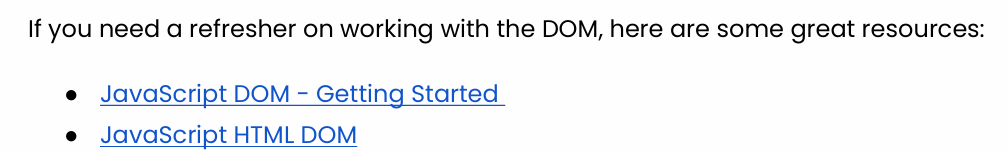 If you need a refresher on working with the DOM, here are some great resources:
● JavaScript DOM - Getting Started
● JavaScript HTML DOM